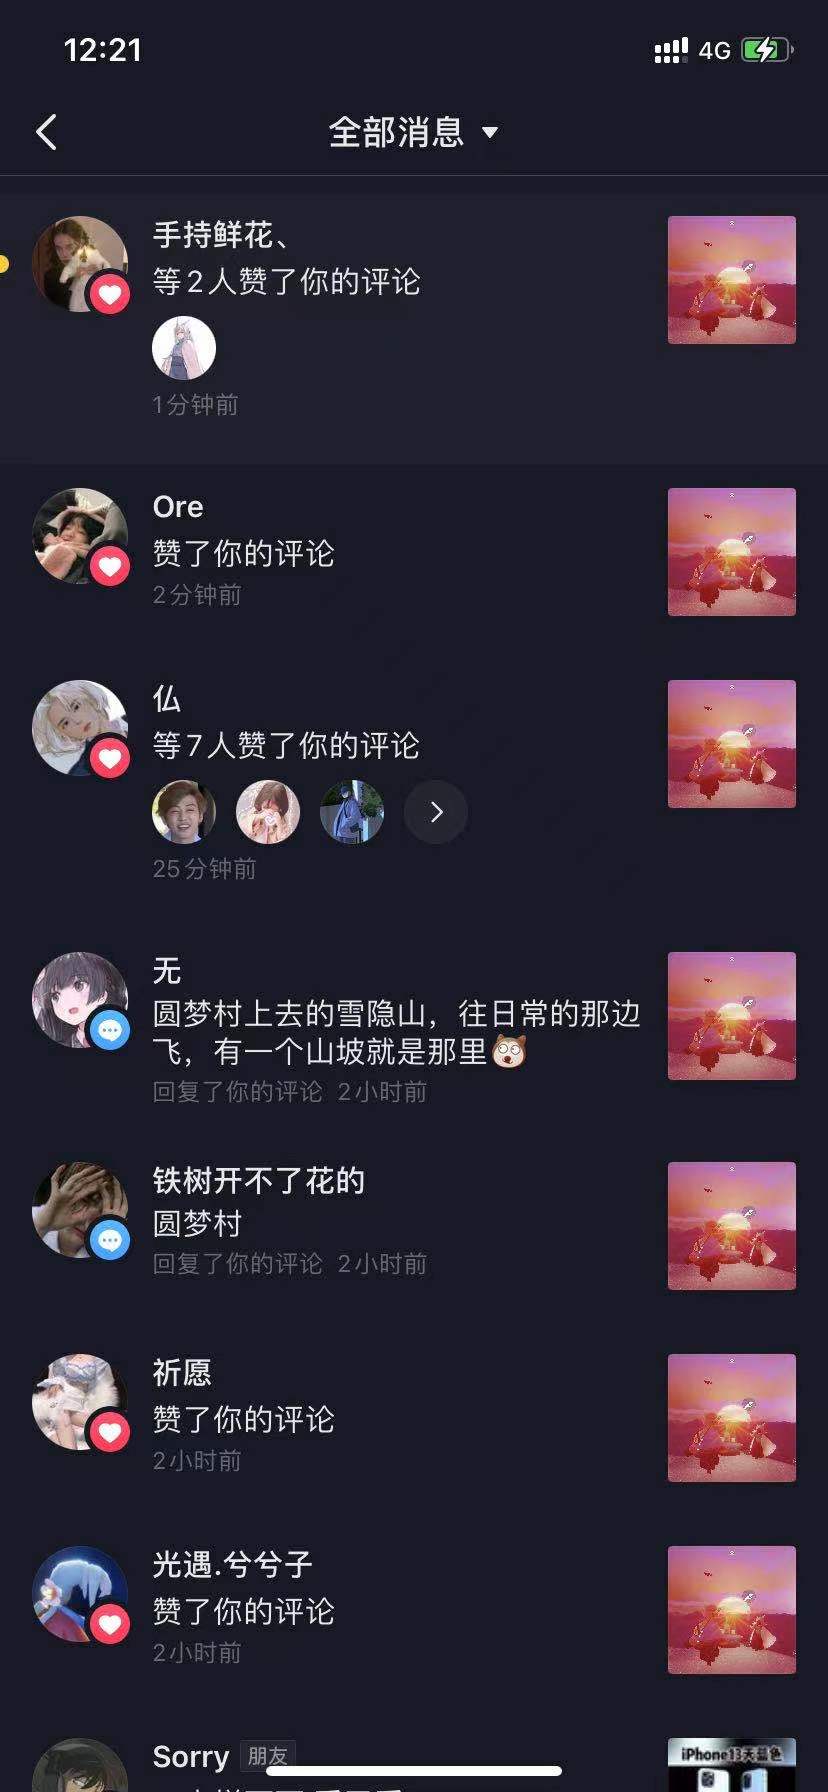 12:21
4G
全部消息
手持鲜花、
等2人赞了你的评论
1分钟前
Ore
赞了你的评论
2分钟前
仏
等7人赞了你的评论
25分钟前
无
圆梦村上去的雪隐山，往日常的那边
飞，有一个山坡就是那里
回复了你的评论 2小时前
铁树开不了花的
圆梦村
回复了你的评论 2小时前
祈愿
赞了你的评论
2小时前
光遇.兮兮子
赞了你的评论
2小时前
Sorry 朋友
iPhone13天蓝色